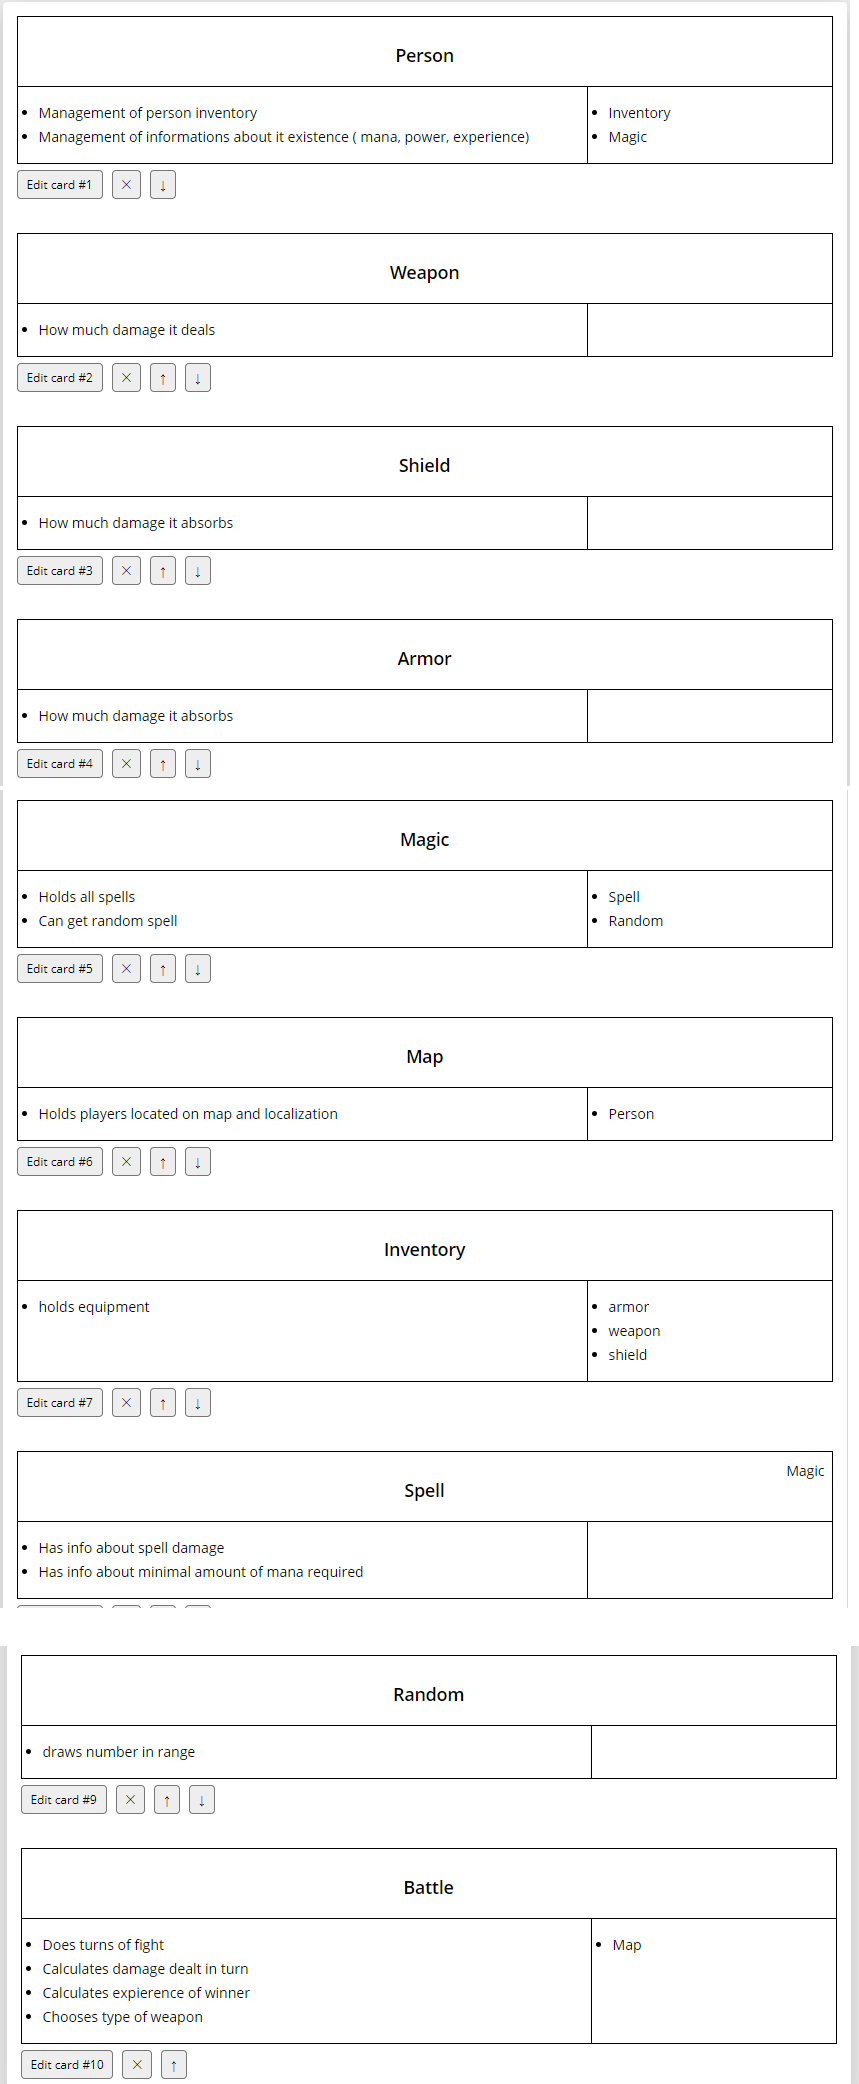 Person
Management of person inventory
Management of informations about it existence ( mana, power, experience)
Inventory
Magic
Edit card #1
×
↓
Weapon
How much damage it deals
Edit card #2
×
↑
↓
Shield
How much damage it absorbs
Edit card #3
×
↑
↓
Armor
How much damage it absorbs
Edit card #4
×
↑
↓
Magic
Holds all spells
Can get random spell
Spell
Random
Edit card #5
×
↑
↓
Map
Holds players located on map and localization
Person
Edit card #6
×
↑
↓
Inventory
holds equipment
armor
weapon
shield
Edit card #7
×
↑
↓
Magic
Spell
Has info about spell damage
Has info about minimal amount of mana required
Random
draws number in range
Edit card #9
×
↑
↓
Battle
Does turns of fight
Calculates damage dealt in turn
Calculates expierence of winner
Chooses type of weapon
Map
Edit card #10
×
↑